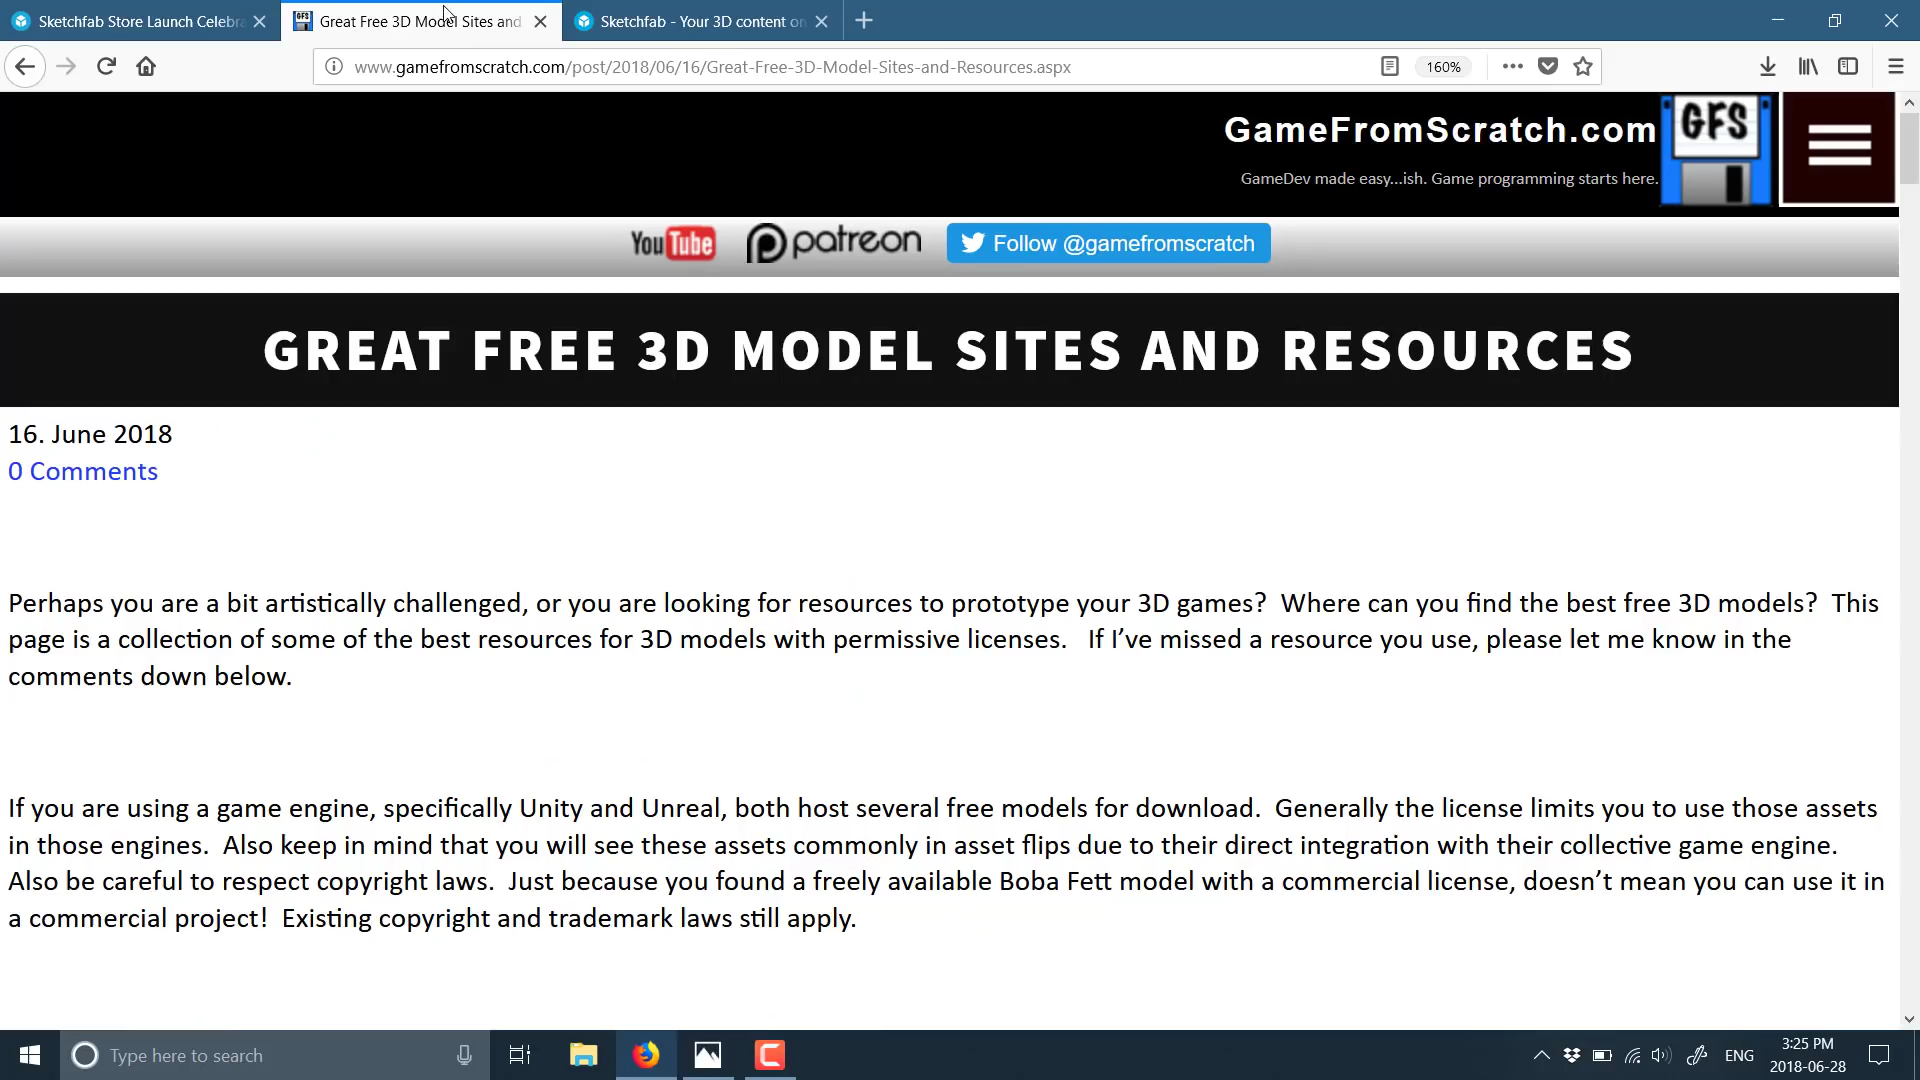 Sketchfab Store Launch Celebra
Great Free 3D Model Sites and
Sketchfab - Your 3D content on
www.gamefromscratch.com/post/2018/06/16/Great-Free-3D-Model-Sites-and-Resources.aspx
160%
GameFromScratch.com
GFS
GameDev made easy...ish. Game programming starts here.
YouTube
patreon
Follow @gamefromscratch
GREAT FREE 3D MODEL SITES AND RESOURCES
16. June 2018
0 Comments
Perhaps you are a bit artistically challenged, or you are looking for resources to prototype your 3D games?  Where can you find the best free 3D models?  This
page is a collection of some of the best resources for 3D models with permissive licenses.   If I’ve missed a resource you use, please let me know in the
comments down below.
If you are using a game engine, specifically Unity and Unreal, both host several free models for download.  Generally the license limits you to use those assets
in those engines.  Also keep in mind that you will see these assets commonly in asset flips due to their direct integration with their collective game engine.
Also be careful to respect copyright laws.  Just because you found a freely available Boba Fett model with a commercial license, doesn’t mean you can use it in
a commercial project!  Existing copyright and trademark laws still apply.
Type here to search
ENG
3:25 PM
2018-06-28